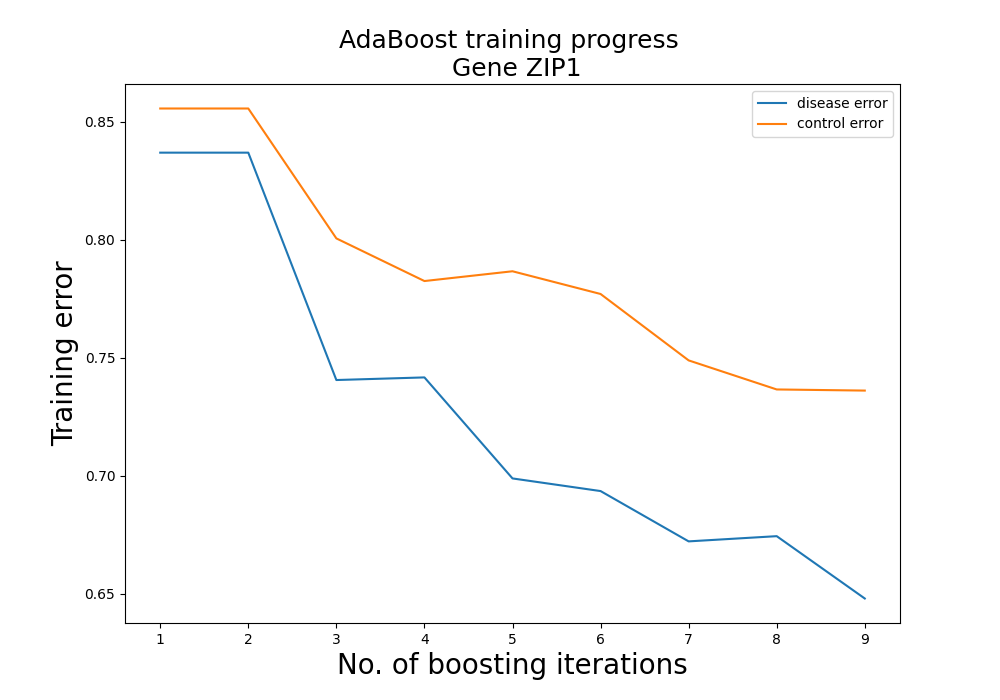 AdaBoost training progress
Gene ZIP1
disease error
control error
0.85
0.80
0.75
0.70
0.65
Training error
1 2 3 4 5 6 7 8 9
No. of boosting iterations